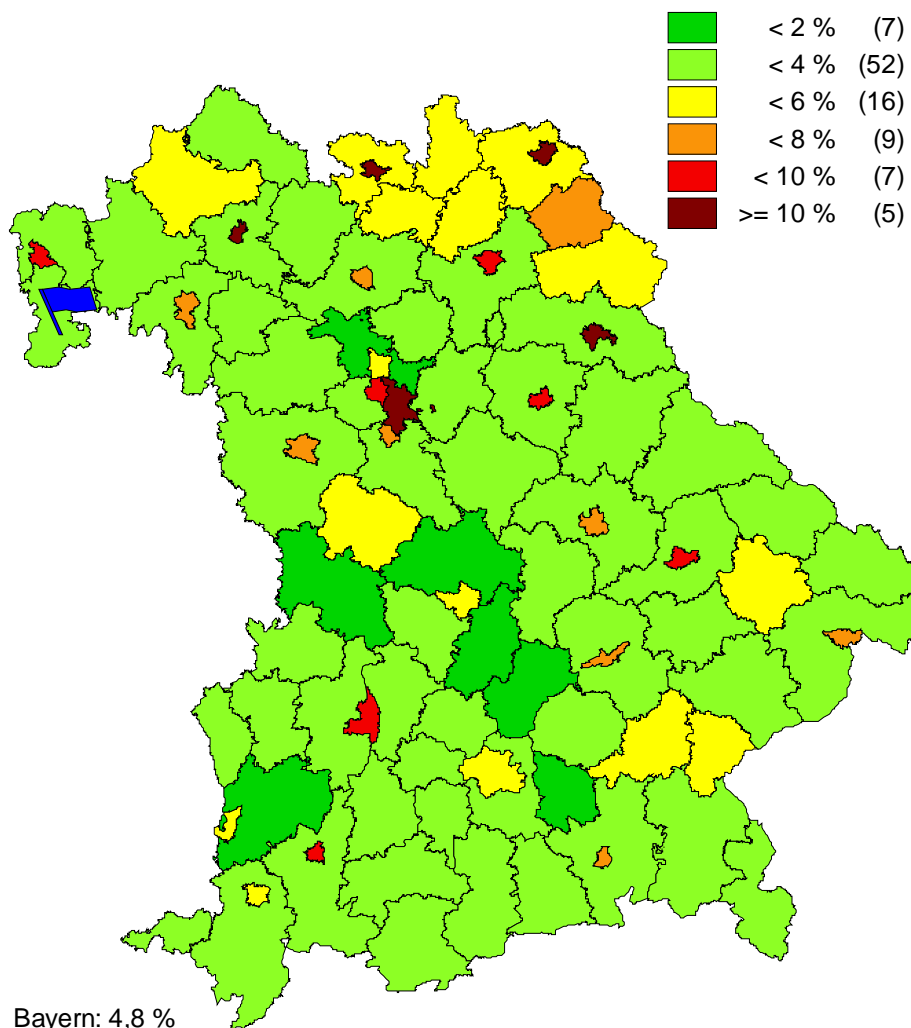 < 2 % (7)
< 4 % (52)
< 6 % (16)
< 8 % (9)
< 10 % (7)
>= 10 % (5)
Bayern: 4,8 %